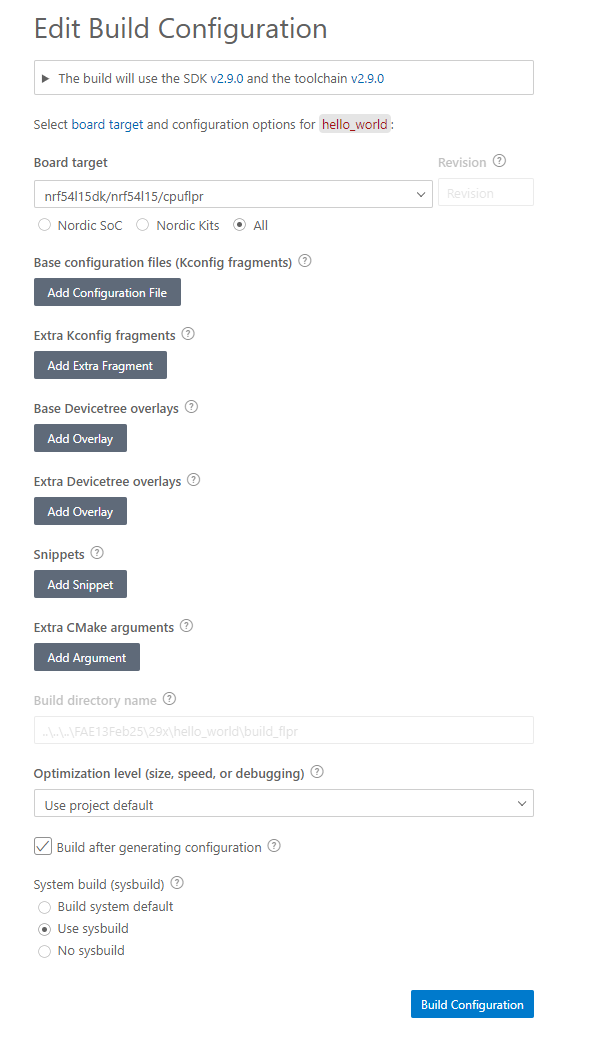 Edit Build Configuration
The build will use the SDK v2.9.0 and the toolchain v2.9.0
Select board target and configuration options for hello_world:
Board target
Revision
nrf54l15dk/nrf54l15/cpuflpr
Revision
Nordic SoC Nordic Kits All
Base configuration files (Kconfig fragments)
Add Configuration File
Extra Kconfig fragments
Add Extra Fragment
Base Devicetree overlays
Add Overlay
Extra Devicetree overlays
Add Overlay
Snippets
Add Snippet
Extra CMake arguments
Add Argument
Build directory name
..\..\..\FAE13Feb25\29x\hello_world\build_flpr
Optimization level (size, speed, or debugging)
Use project default
Build after generating configuration
System build (sysbuild)
Build system default
Use sysbuild
No sysbuild
Build Configuration